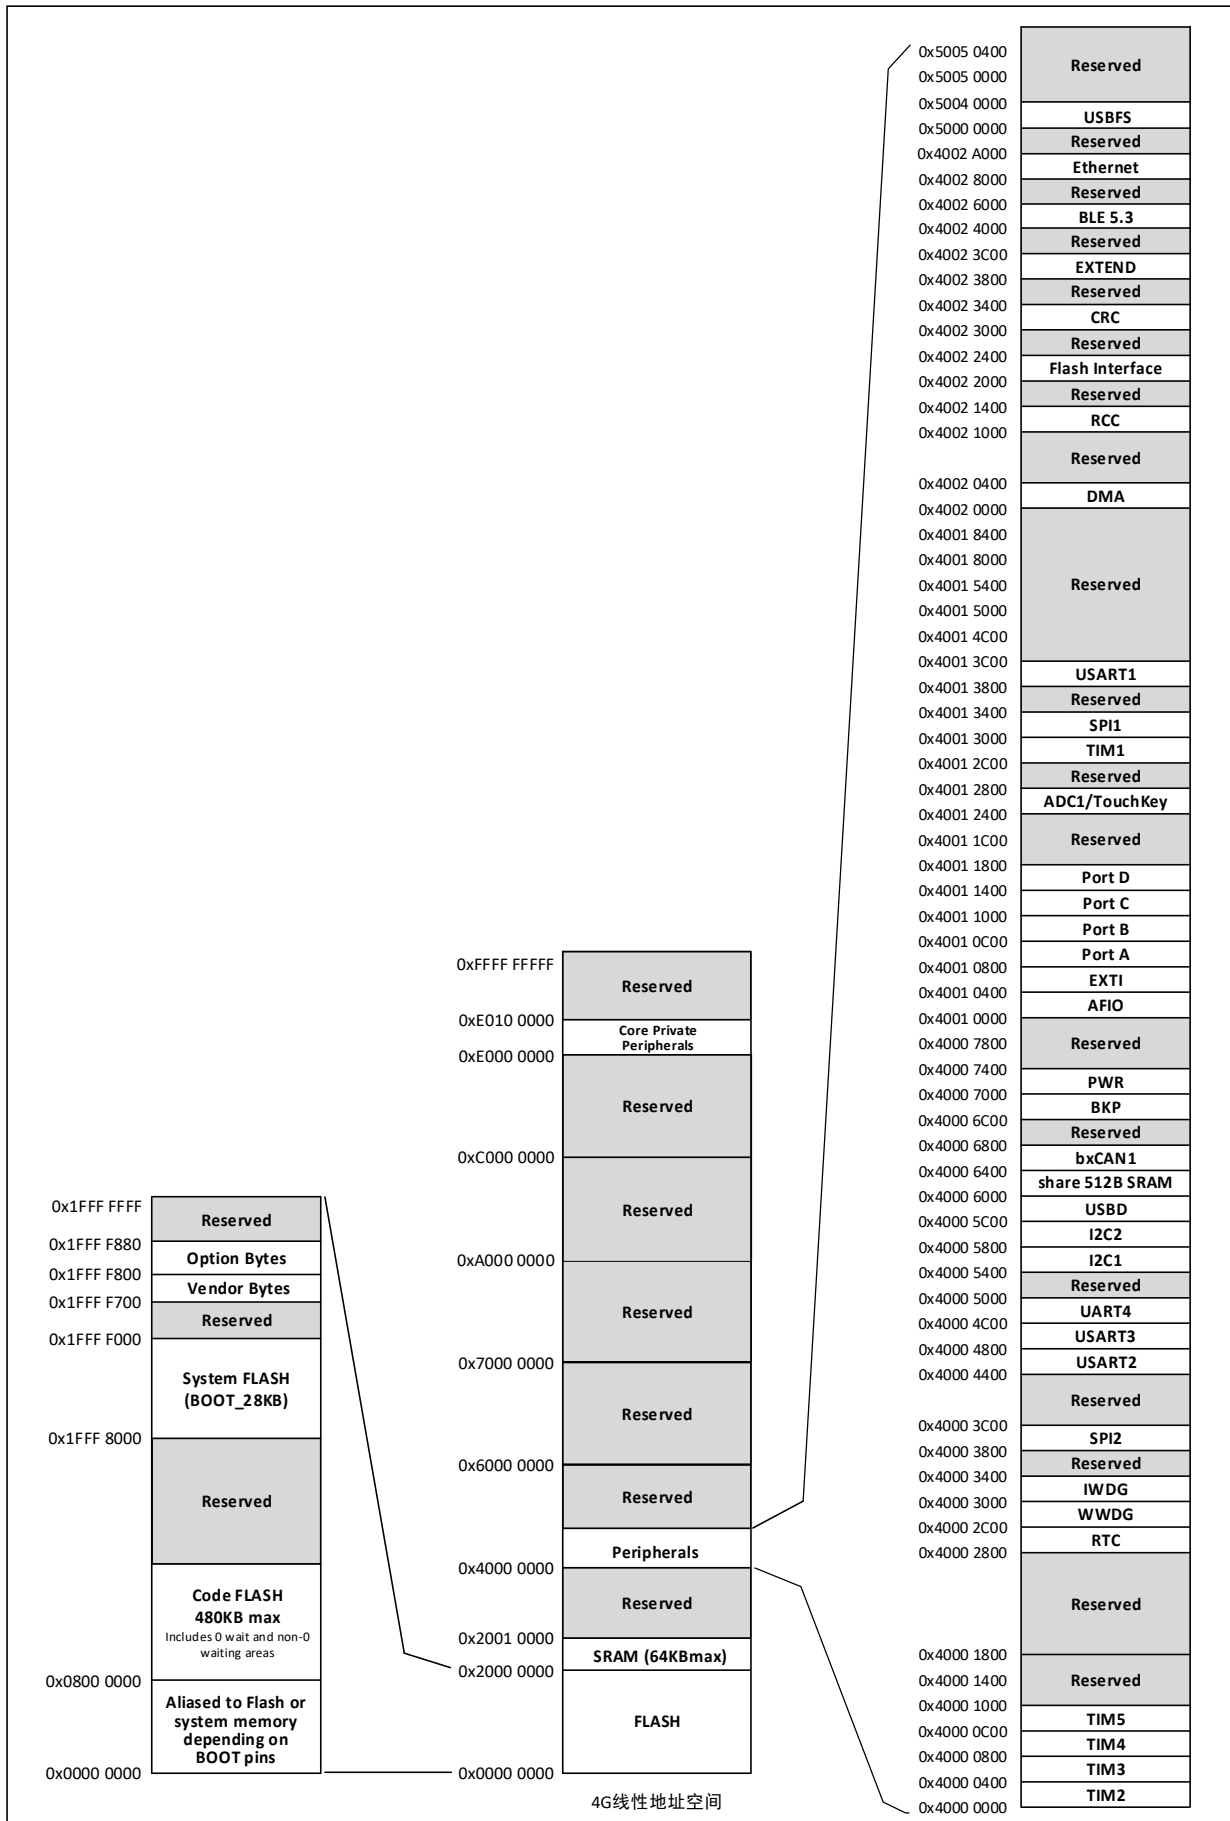 0x1FFF FFFF
Reserved
0x1FFF F880
Option Bytes
0x1FFF F800
Vendor Bytes
0x1FFF F700
Reserved
0x1FFF F000
System FLASH
(BOOT_28KB)
0x1FFF 8000
Reserved
Code FLASH
480KB max
Includes 0 wait and non-0
waiting areas
0x0800 0000
Aliased to Flash or
system memory
depending on
BOOT pins
0x0000 0000
0xFFFF FFFFF
Reserved
0xE010 0000
Core Private
Peripherals
0xE000 0000
Reserved
0xC000 0000
Reserved
0xA000 0000
Reserved
0x7000 0000
Reserved
0x6000 0000
Reserved
Peripherals
0x4000 0000
Reserved
0x2001 0000
SRAM (64KBmax)
0x2000 0000
FLASH
0x0000 0000
4G线性地址空间
0x5005 0400
Reserved
0x5005 0000
0x5004 0000
USBFS
0x5000 0000
Reserved
0x4002 A000
Ethernet
0x4002 8000
Reserved
0x4002 6000
BLE 5.3
0x4002 4000
Reserved
0x4002 3C00
EXTEND
0x4002 3800
Reserved
0x4002 3400
CRC
0x4002 3000
Reserved
0x4002 2400
Flash Interface
0x4002 2000
Reserved
0x4002 1400
RCC
0x4002 1000
Reserved
0x4002 0400
DMA
0x4002 0000
0x4001 8400
0x4001 8000
Reserved
0x4001 5400
0x4001 5000
0x4001 4C00
0x4001 3C00
USART1
0x4001 3800
Reserved
0x4001 3400
SPI1
0x4001 3000
TIM1
0x4001 2C00
Reserved
0x4001 2800
ADC1/TouchKey
0x4001 2400
Reserved
0x4001 1C00
0x4001 1800
Port D
0x4001 1400
Port C
0x4001 1000
Port B
0x4001 0C00
Port A
0x4001 0800
EXTI
0x4001 0400
AFIO
0x4001 0000
Reserved
0x4000 7800
0x4000 7400
PWR
0x4000 7000
BKP
0x4000 6C00
Reserved
0x4000 6800
bxCAN1
0x4000 6400
share 512B SRAM
0x4000 6000
USBD
0x4000 5C00
I2C2
0x4000 5800
I2C1
0x4000 5400
Reserved
0x4000 5000
UART4
0x4000 4C00
USART3
0x4000 4800
USART2
0x4000 4400
Reserved
0x4000 3C00
SPI2
0x4000 3800
Reserved
0x4000 3400
IWDG
0x4000 3000
WWDG
0x4000 2C00
RTC
0x4000 2800
Reserved
0x4000 1800
Reserved
0x4000 1400
0x4000 1000
TIM5
0x4000 0C00
TIM4
0x4000 0800
TIM3
0x4000 0400
TIM2
0x4000 0000